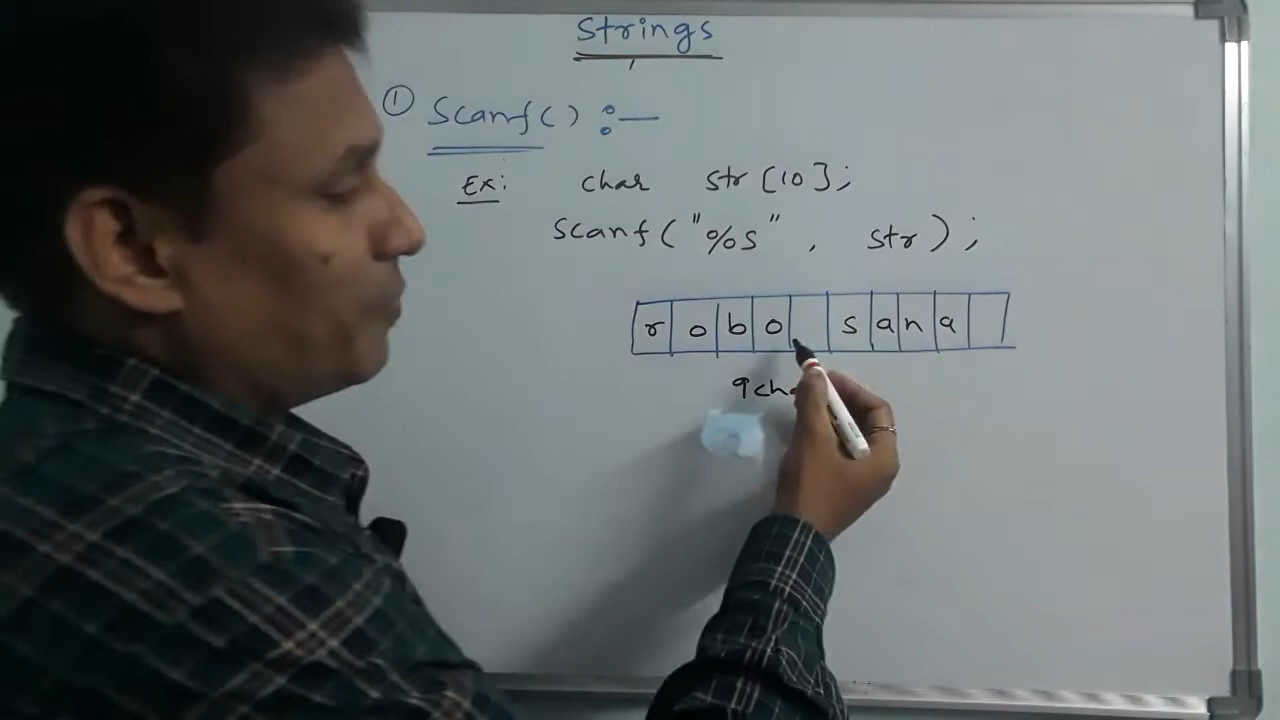 Strings
① Scanf() :—
Ex: char str[10];
scanf("%s", str);
r o b o s a n a